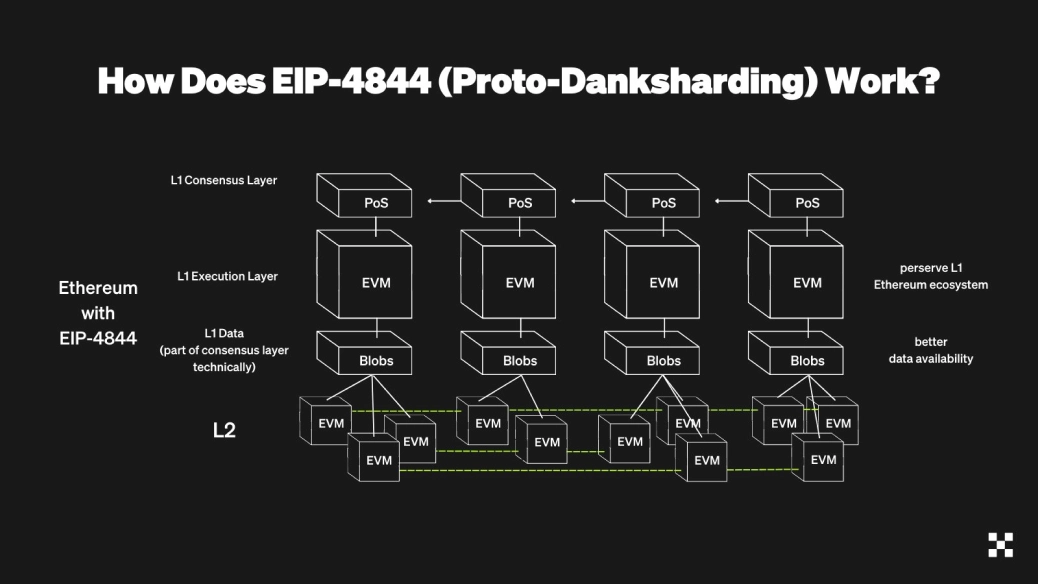 How Does EIP-4844 (Proto-Danksharding) Work?
L1 Consensus Layer
PoS
PoS
PoS
PoS
L1 Execution Layer
EVM
EVM
EVM
EVM
perserve L1
Ethereum ecosystem
Ethereum
with
EIP-4844
L1 Data
(part of consensus layer
technically)
Blobs
Blobs
Blobs
Blobs
better
data availability
L2
EVM
EVM
EVM
EVM
EVM
EVM
EVM
EVM
EVM
EVM
EVM